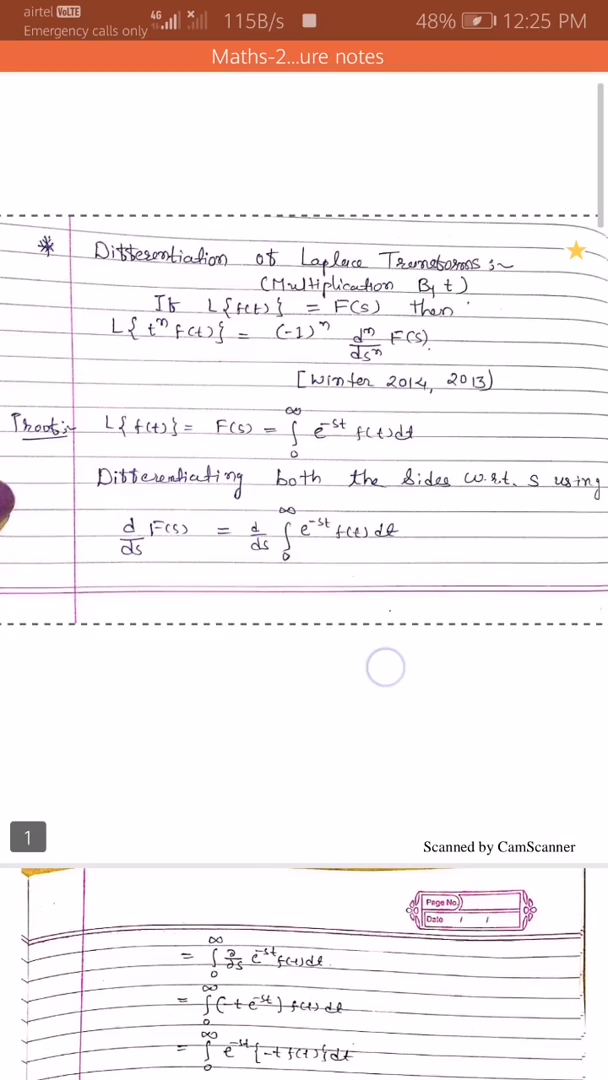 airtel VoLTE 4G 115B/s 48% 12:25 PM
Emergency calls only
Maths-2...ure notes
* Differentiation of Laplace Transforms :~
(Multiplication By t)
If L{f(t)} = F(s) then
L{tⁿ f(t)} = (-1)ⁿ dⁿ/dsⁿ F(s).
[Winter 2014, 2013)
Proof:~ L{f(t)} = F(s) = ∫₀^∞ e^-st f(t) dt
Differentiating both the sides w.r.t. s using
d/ds F(s) = d/ds ∫₀^∞ e^-st f(t) dt
1
Scanned by CamScanner
Page No.
Date / /
= ∫₀^∞ ∂/∂s e^-st f(t) dt
= ∫₀^∞ (-t e^-st) f(t) dt
= ∫₀^∞ e^-st {-t f(t)} dt